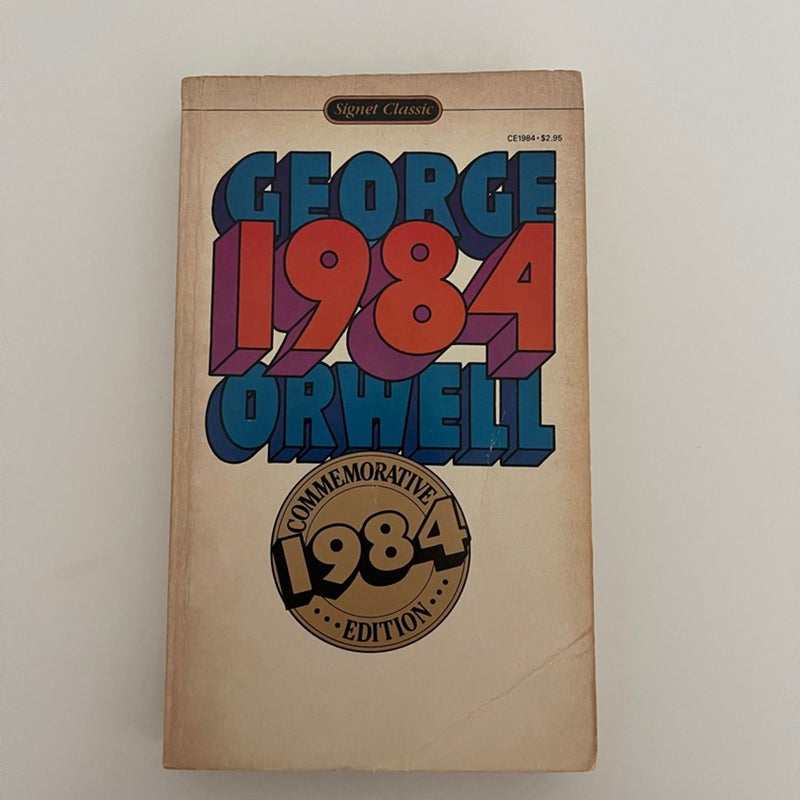 Signet Classic
CE1984 • $2.95
GEORGE
1984
ORWELL
COMMEMORATIVE
1984
•••EDITION•••